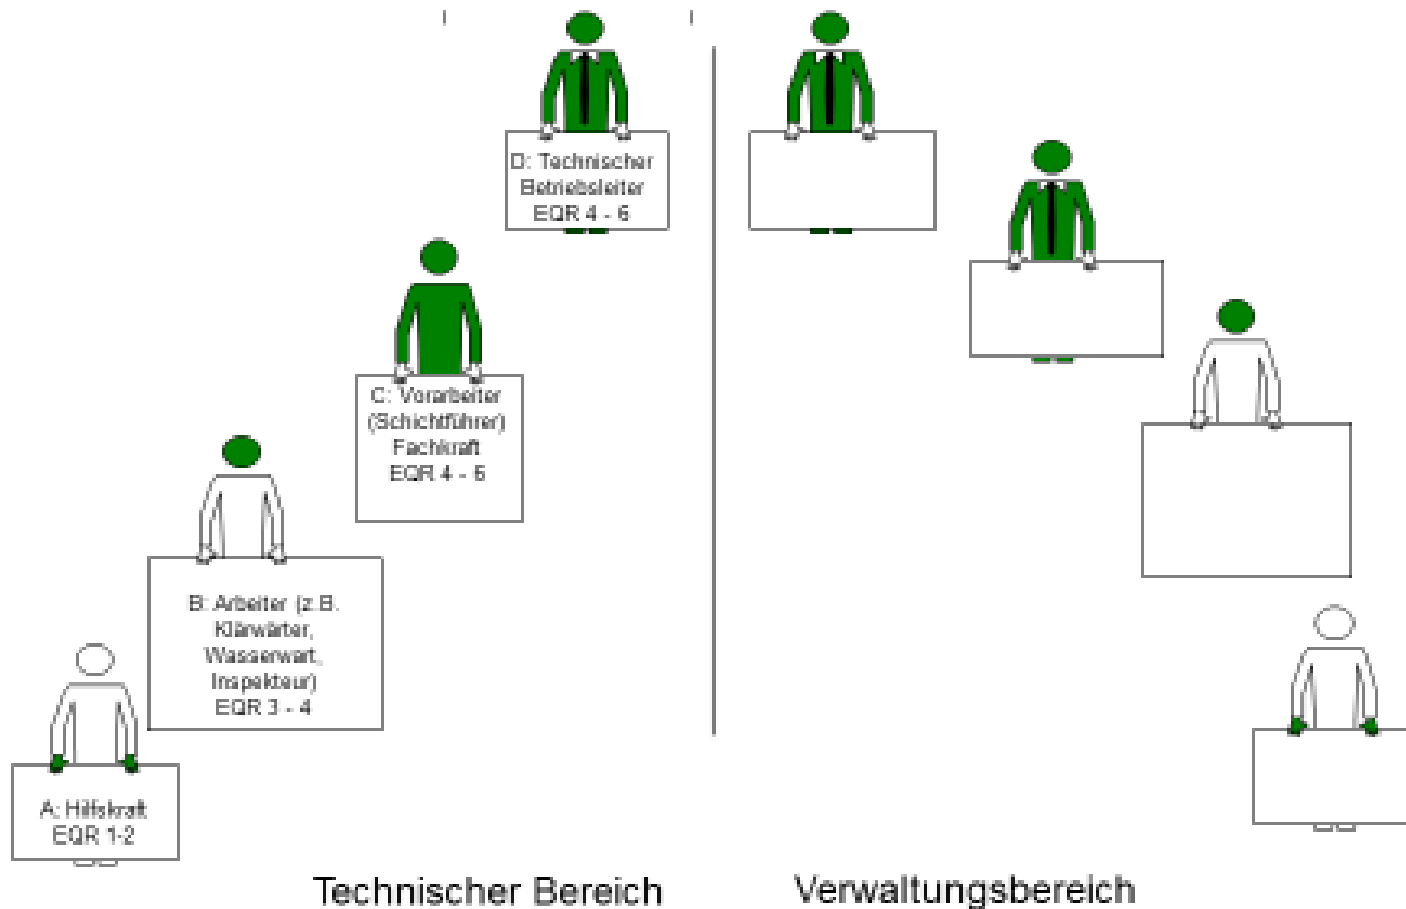 D: Technischer
Betriebsleiter
EQR 4 - 6
C: Vorarbeiter
(Schichtführer)
Fachkraft
EQR 4 - 5
B: Arbeiter (z.B.
Klärwärter,
Wasserwart,
Inspekteur)
EQR 3 - 4
A: Hilfskraft
EQR 1-2
Technischer Bereich
Verwaltungsbereich